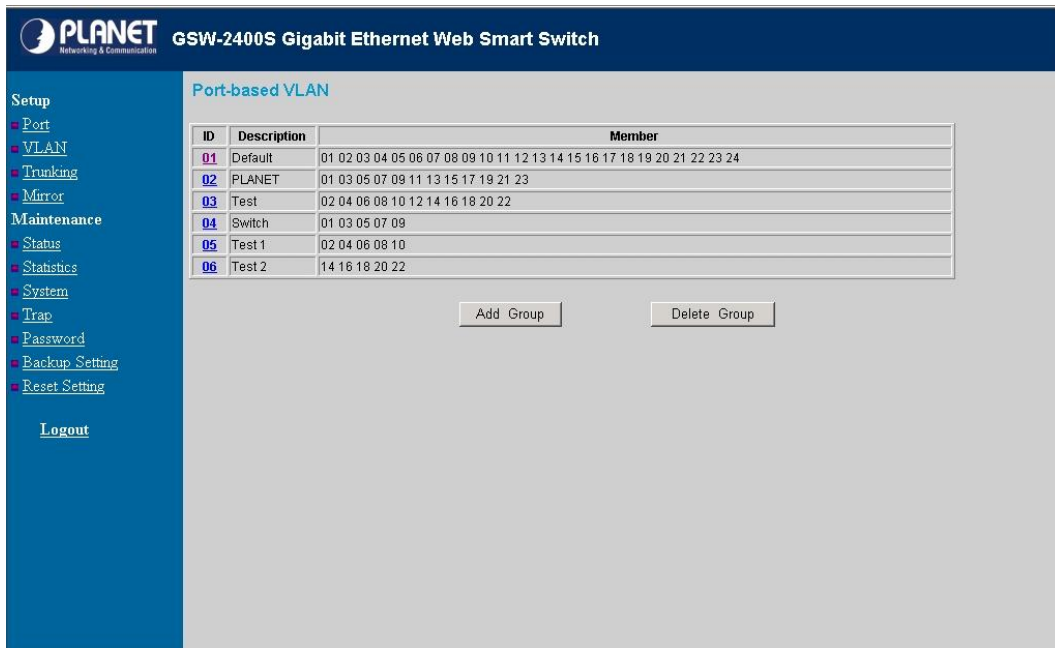 PLANET
Networking & Communication
GSW-2400S Gigabit Ethernet Web Smart Switch
Setup
Port
VLAN
Trunking
Mirror
Maintenance
Status
Statistics
System
Trap
Password
Backup Setting
Reset Setting
Logout
Port-based VLAN
ID Description Member
01 Default 01 02 03 04 05 06 07 08 09 10 11 12 13 14 15 16 17 18 19 20 21 22 23 24
02 PLANET 01 03 05 07 09 11 13 15 17 19 21 23
03 Test 02 04 06 08 10 12 14 16 18 20 22
04 Switch 01 03 05 07 09
05 Test 1 02 04 06 08 10
06 Test 2 14 16 18 20 22
Add Group Delete Group